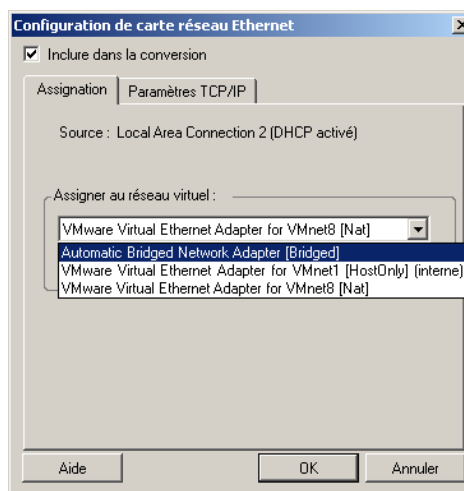 Configuration de carte réseau Ethernet
Inclure dans la conversion
Assignation
Paramètres TCP/IP
Source : Local Area Connection 2 (DHCP activé)
Assigner au réseau virtuel :
VMware Virtual Ethernet Adapter for VMnet8 [Nat]
Automatic Bridged Network Adapter [Bridged]
VMware Virtual Ethernet Adapter for VMnet1 [HostOnly] (interne)
VMware Virtual Ethernet Adapter for VMnet8 [Nat]
Aide
OK
Annuler